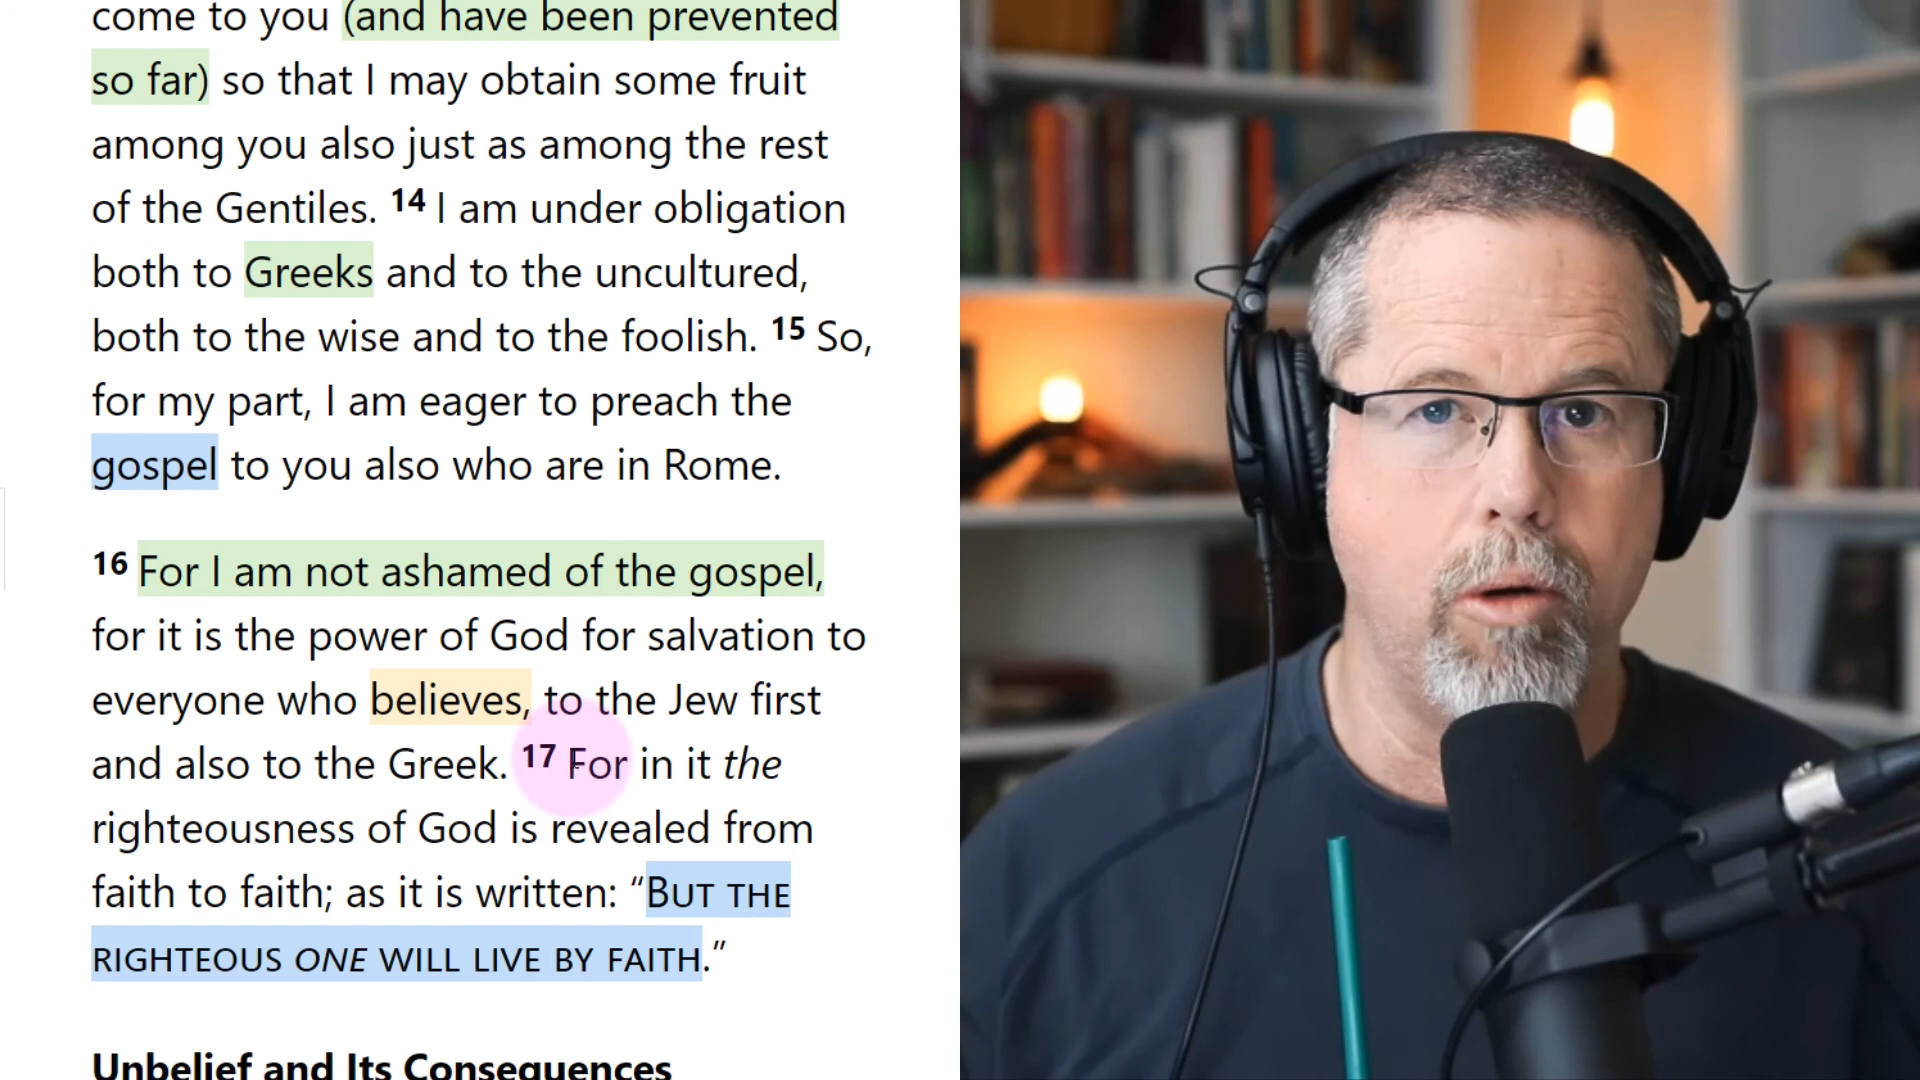 come to you (and have been prevented
so far) so that I may obtain some fruit
among you also just as among the rest
of the Gentiles. 14 I am under obligation
both to Greeks and to the uncultured,
both to the wise and to the foolish. 15 So,
for my part, I am eager to preach the
gospel to you also who are in Rome.
16 For I am not ashamed of the gospel,
for it is the power of God for salvation to
everyone who believes, to the Jew first
and also to the Greek. 17 For in it the
righteousness of God is revealed from
faith to faith; as it is written: “BUT THE
RIGHTEOUS ONE WILL LIVE BY FAITH.”
Unbelief and Its Consequences